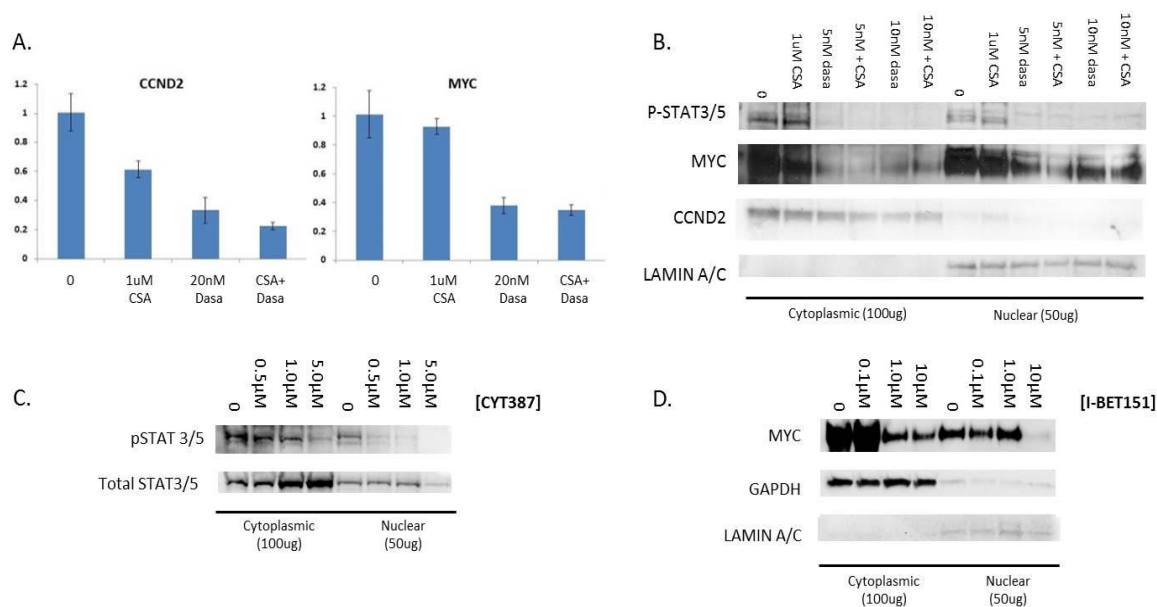 A.
CCND2
1.2
1
0.8
0.6
0.4
0.2
0
0
1uM CSA
20nM Dasa
CSA+ Dasa
MYC
1.2
1
0.8
0.6
0.4
0.2
0
0
1uM CSA
20nM Dasa
CSA+ Dasa
B.
0
1uM CSA
5nM dasa
5nM + CSA
10nM dasa
10nM + CSA
0
1uM CSA
5nM dasa
5nM + CSA
10nM dasa
10nM + CSA
P-STAT3/5
MYC
CCND2
LAMIN A/C
Cytoplasmic (100ug)
Nuclear (50ug)
C.
0
0.5µM
1.0µM
5.0µM
0
0.5µM
1.0µM
5.0µM
[CYT387]
pSTAT 3/5
Total STAT3/5
Cytoplasmic
(100ug)
Nuclear
(50ug)
D.
0
0.1µM
1.0µM
10µM
0
0.1µM
1.0µM
10µM
[I-BET151]
MYC
GAPDH
LAMIN A/C
Cytoplasmic
(100ug)
Nuclear
(50ug)